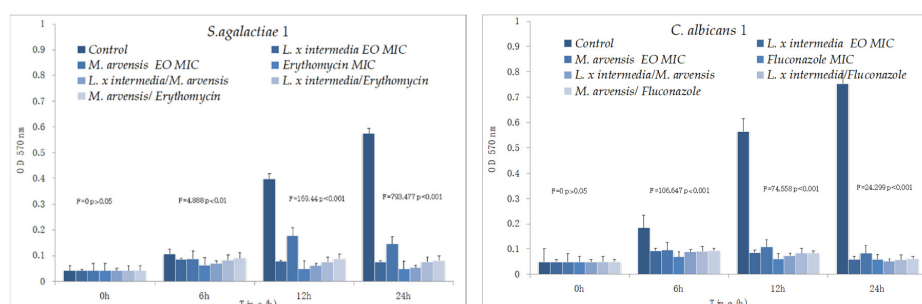 S.agalactiae 1
Control
L. x intermedia EO MIC
M. arvensis EO MIC
Erythomycin MIC
L. x intermedia/M. arvensis
L. x intermedia/Erythomycin
M. arvensis/ Erythomycin
OD 570 nm
1
0.9
0.8
0.7
0.6
0.5
0.4
0.3
0.2
0.1
0
F=0 p>0.05
F=4.888 p<0.01
F=169.44 p<0.001
F=793.477 p<0.001
0h
6h
12h
24h
C. albicans 1
Control
L. x intermedia EO MIC
M. arvensis EO MIC
Fluconazole MIC
L. x intermedia/M. arvensis
L. x intermedia/Fluconazole
M. arvensis/ Fluconazole
OD 570 nm
1
0.9
0.8
0.7
0.6
0.5
0.4
0.3
0.2
0.1
0
F=0 p>0.05
F=106.647 p<0.001
F=74.558 p<0.001
F=24.299 p<0.001
0h
6h
12h
24h